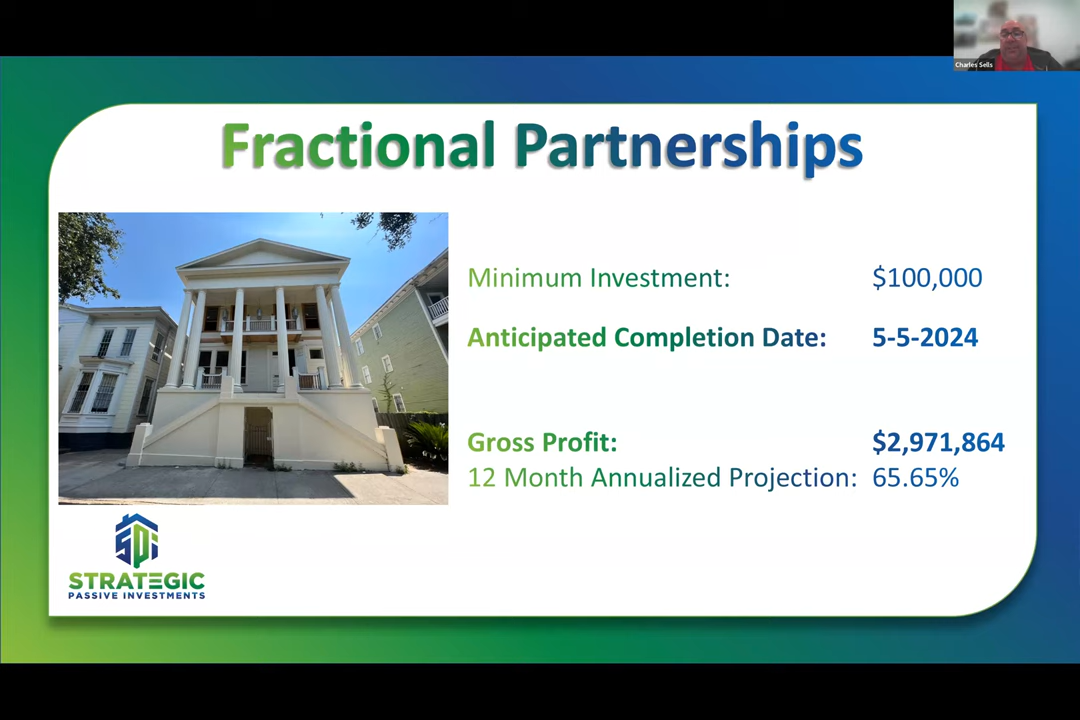 Charles Sells
Fractional Partnerships
Minimum Investment: $100,000
Anticipated Completion Date: 5-5-2024
Gross Profit: $2,971,864
12 Month Annualized Projection: 65.65%
SPI
STRATEGIC
PASSIVE INVESTMENTS